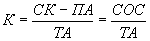 К = (СК – ПА) / ТА = СОС / ТА